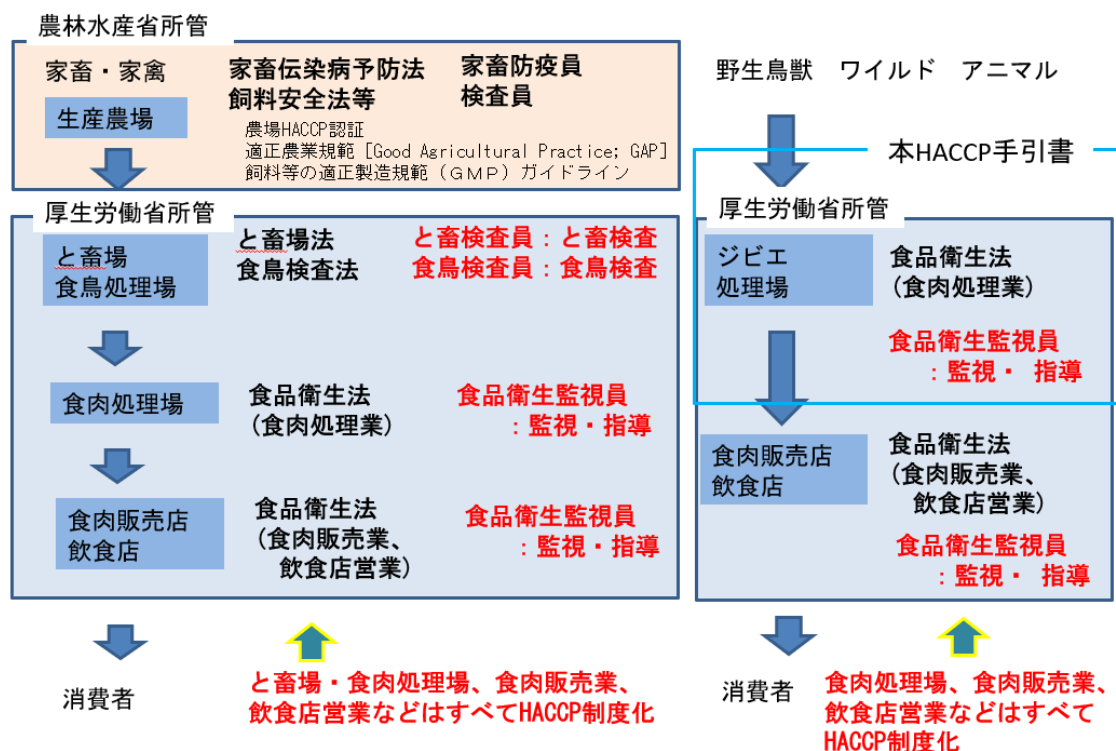 農林水産省所管
家畜・家禽
生産農場
家畜伝染病予防法
飼料安全法等
家畜防疫員
検査員
農場HACCP認証
適正農業規範 [Good Agricultural Practice; GAP]
飼料等の適正製造規範（ＧＭＰ）ガイドライン
厚生労働省所管
と畜場
食鳥処理場
と畜場法
食鳥検査法
と畜検査員：と畜検査
食鳥検査員：食鳥検査
食肉処理場
食品衛生法
(食肉処理業)
食品衛生監視員
：監視・指導
食肉販売店
飲食店
食品衛生法
(食肉販売業、
飲食店営業)
食品衛生監視員
：監視・指導
消費者
と畜場・食肉処理場、食肉販売業、
飲食店営業などはすべてHACCP制度化
野生鳥獣　ワイルド　アニマル
本HACCP手引書
厚生労働省所管
ジビエ
処理場
食品衛生法
(食肉処理業)
食品衛生監視員
：監視・ 指導
食肉販売店
飲食店
食品衛生法
(食肉販売業、
飲食店営業)
食品衛生監視員
：監視・ 指導
消費者
食肉処理場、食肉販売業、
飲食店営業などはすべて
HACCP制度化